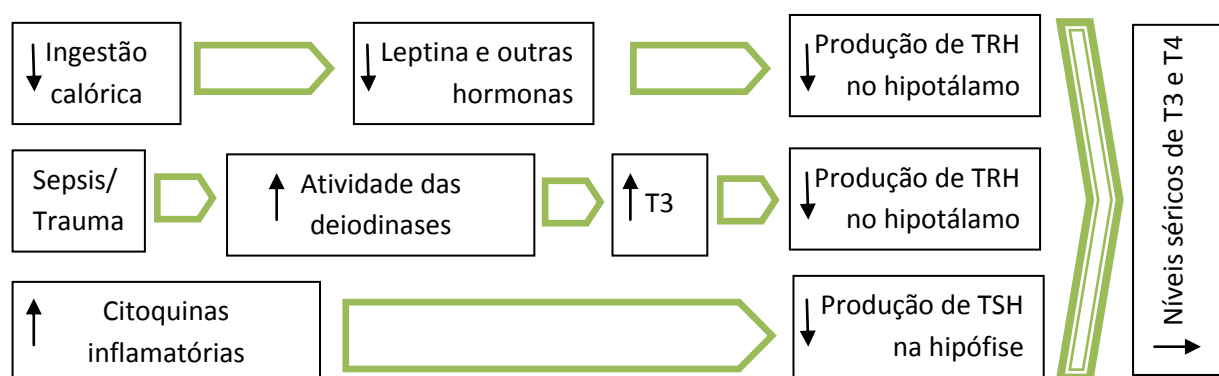 Ingestão
calórica
Leptina e outras
hormonas
Produção de TRH
no hipotálamo
Sepsis/
Trauma
Atividade das
deiodinases
T3
Produção de TRH
no hipotálamo
Citoquinas
inflamatórias
Produção de TSH
na hipófise
Níveis séricos de T3 e T4